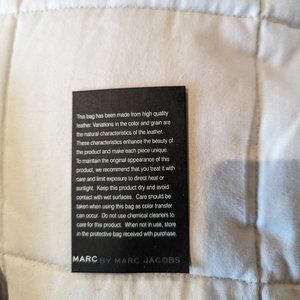 This bag has been made from high quality
leather. Variations in the color and grain are
the natural characteristics of the leather.
These characteristics enhance the beauty of
the product and make each piece unique.
To maintain the original appearance of this
product, we recommend that you treat it with
care and limit exposure to direct heat or
sunlight. Keep this product dry and avoid
contact with wet surfaces. Care should be
taken when using this bag as color transfer
can occur. Do not use chemical cleaners to
care for this product. When not in use, store
in the protective bag received with purchase.
MARC BY MARC JACOBS